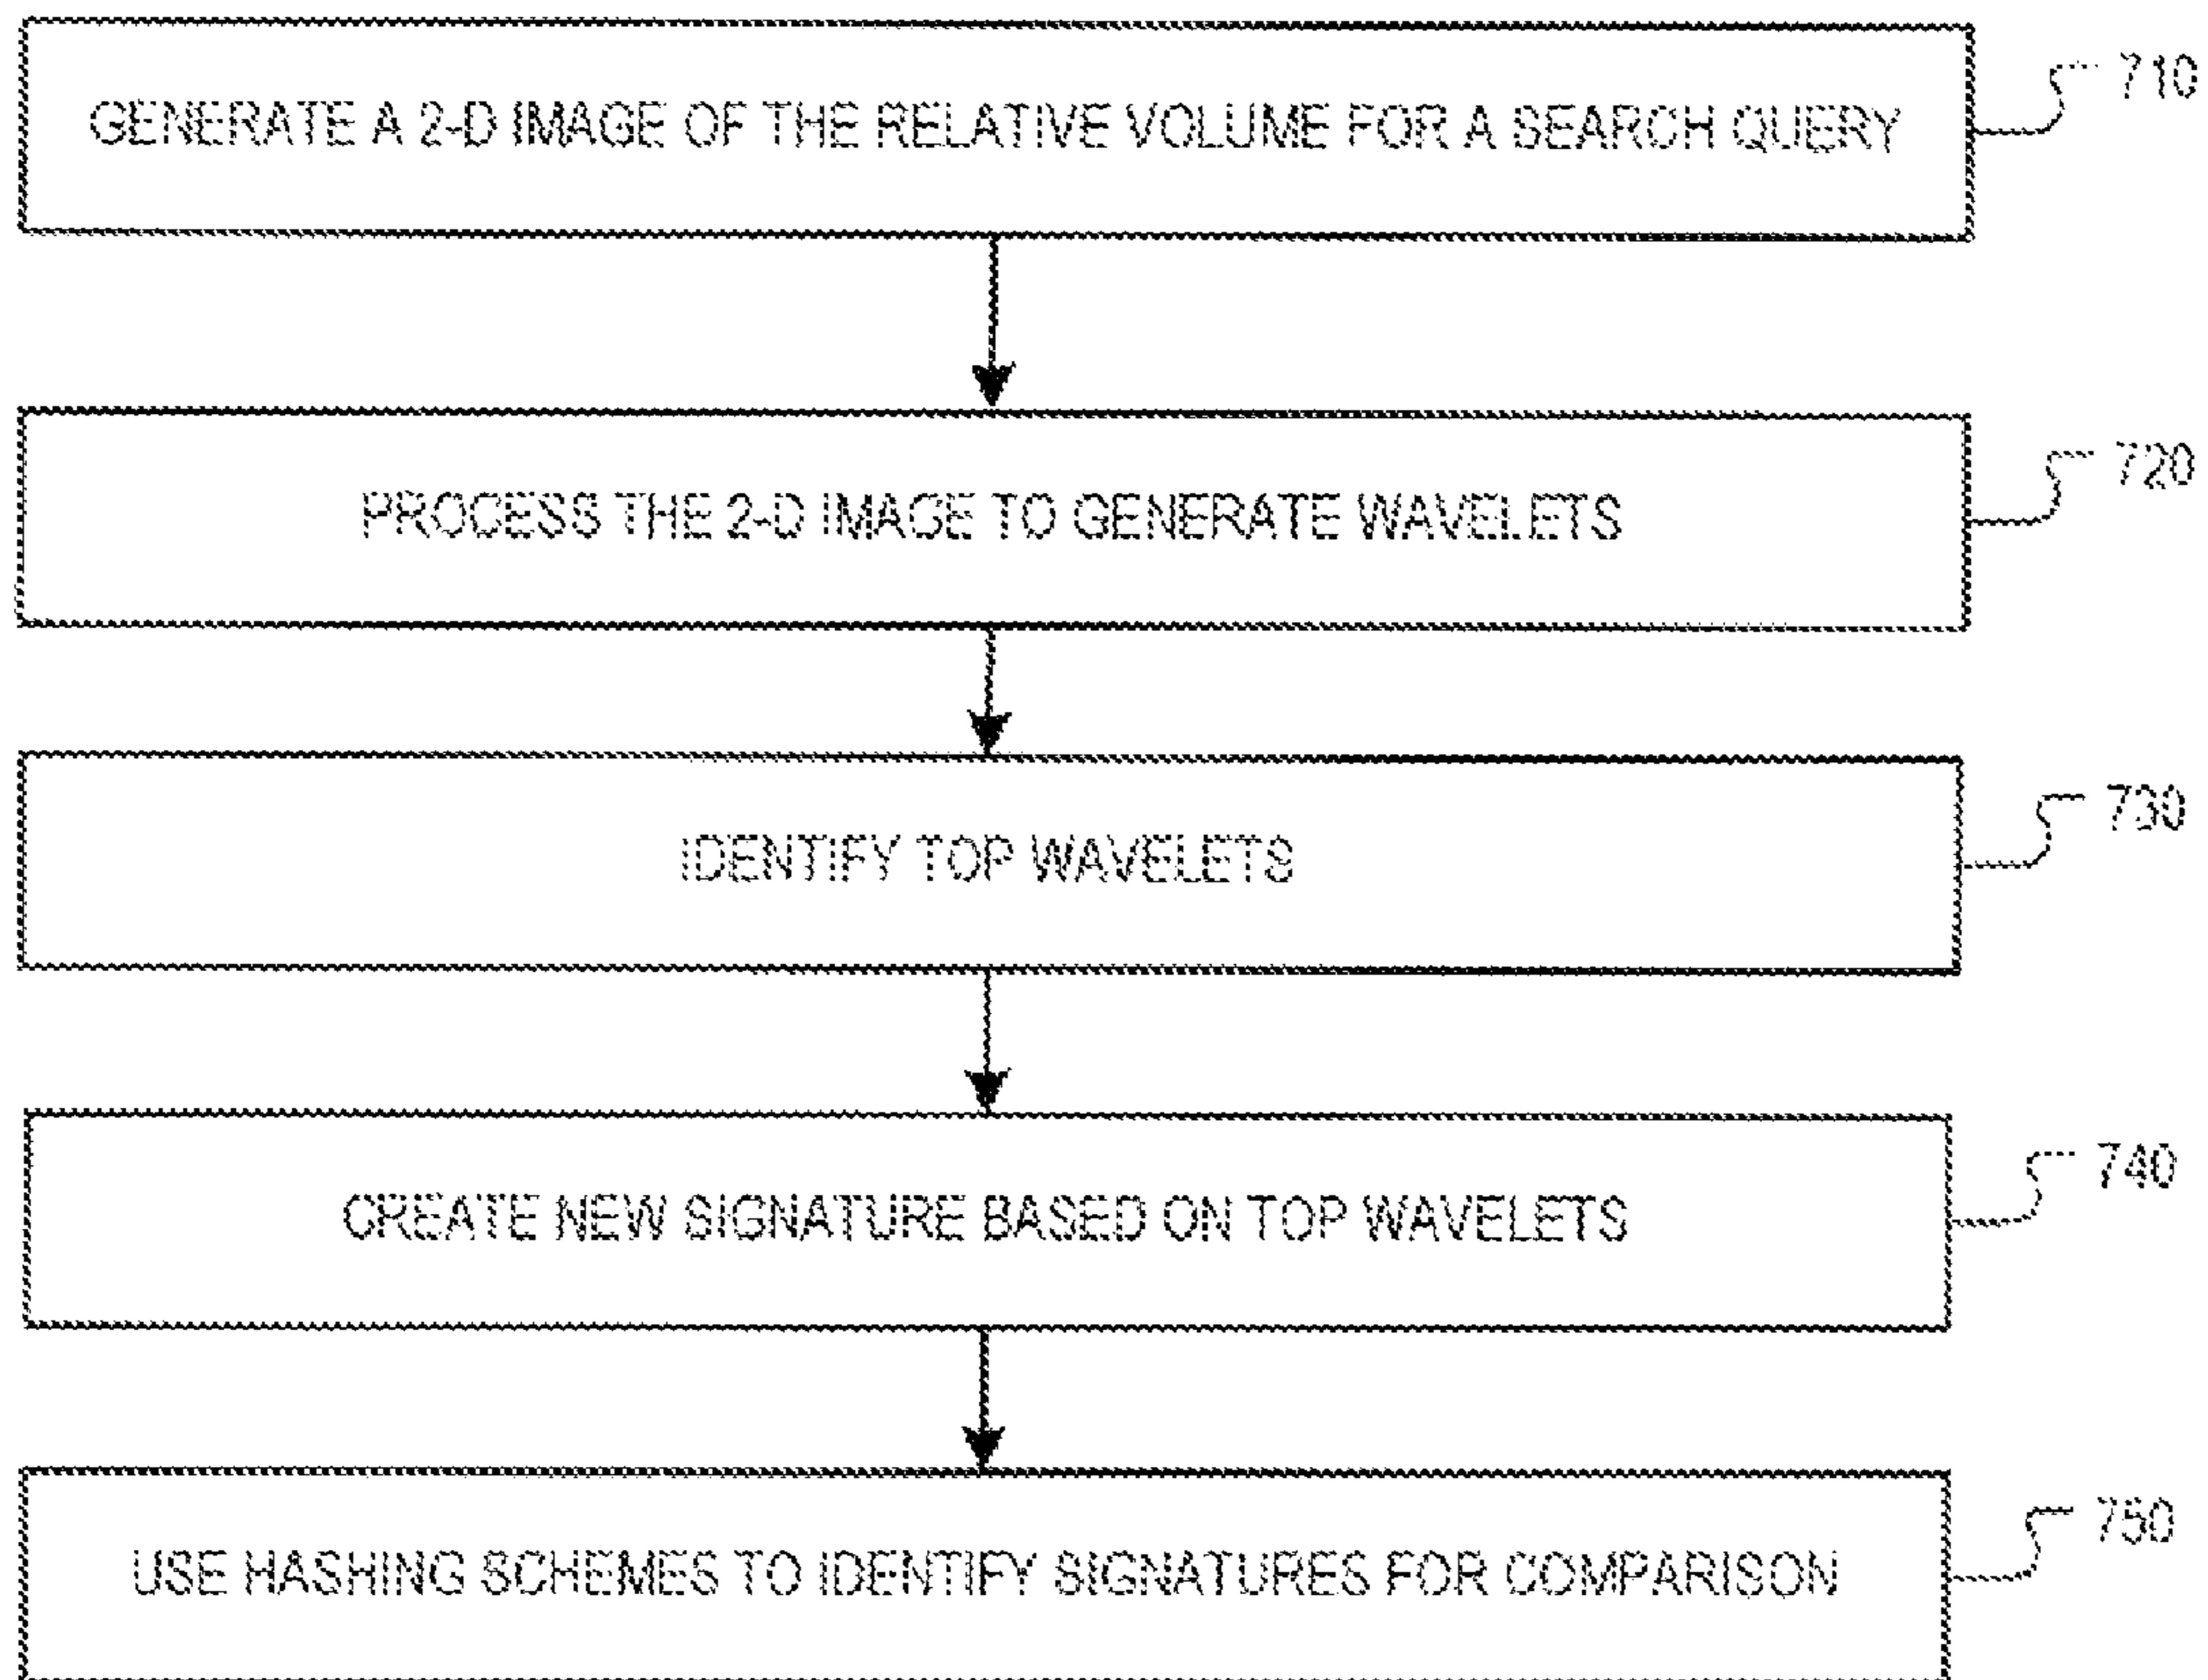 GENERATE A 2-D IMAGE OF THE RELATIVE VOLUME FOR A SEARCH QUERY
710
PROCESS THE 2-D IMAGE TO GENERATE WAVELETS
720
IDENTIFY TOP WAVELETS
730
CREATE NEW SIGNATURE BASED ON TOP WAVELETS
740
USE HASHING SCHEMES TO IDENTIFY SIGNATURES FOR COMPARISON
750